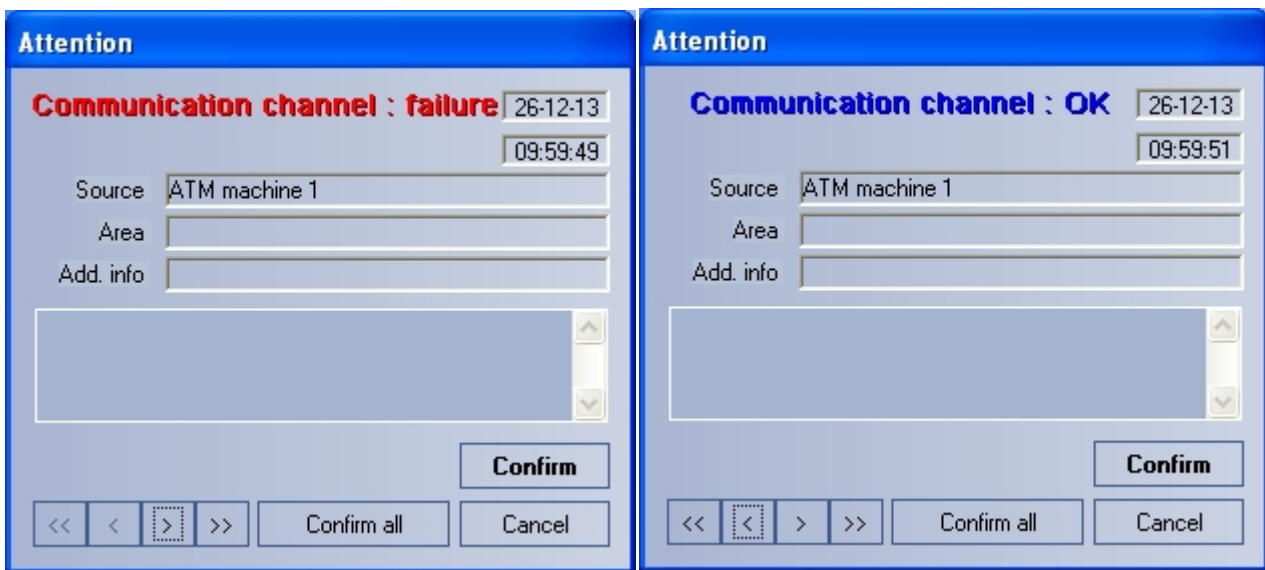 Attention
Communication channel : failure 26-12-13
09:59:49
Source ATM machine 1
Area
Add. info
Confirm
<< < > >> Confirm all Cancel
Attention
Communication channel : OK 26-12-13
09:59:51
Source ATM machine 1
Area
Add. info
Confirm
<< < > >> Confirm all Cancel